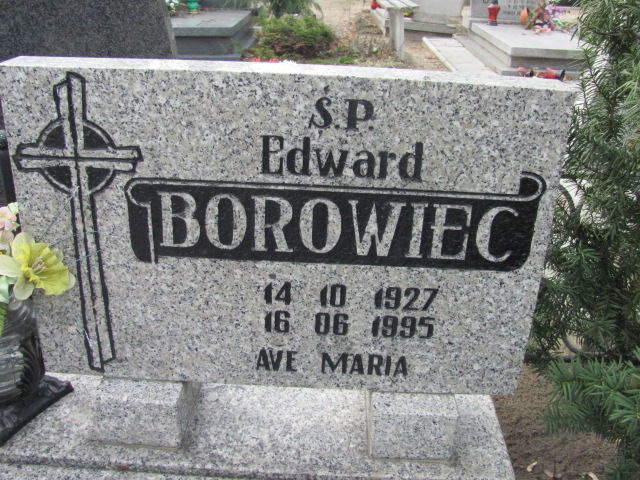 Ś.P.
Edward
BOROWIEC
14 10 1927
16 06 1995
AVE MARIA